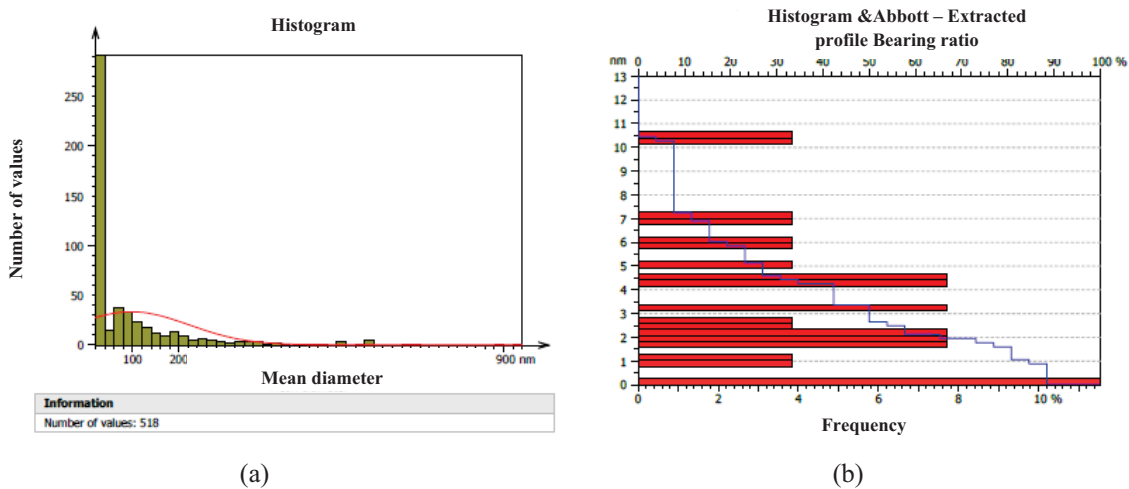 Histogram
Number of values
250
200
150
100
50
0
100 200 900 nm
Mean diameter
Information
Number of values: 518
(a)
Histogram &Abbott – Extracted
profile Bearing ratio
nm 0 10 20 30 40 50 60 70 80 90 100 %
13
12
11
10
9
8
7
6
5
4
3
2
1
0
0 2 4 6 8 10 %
Frequency
(b)